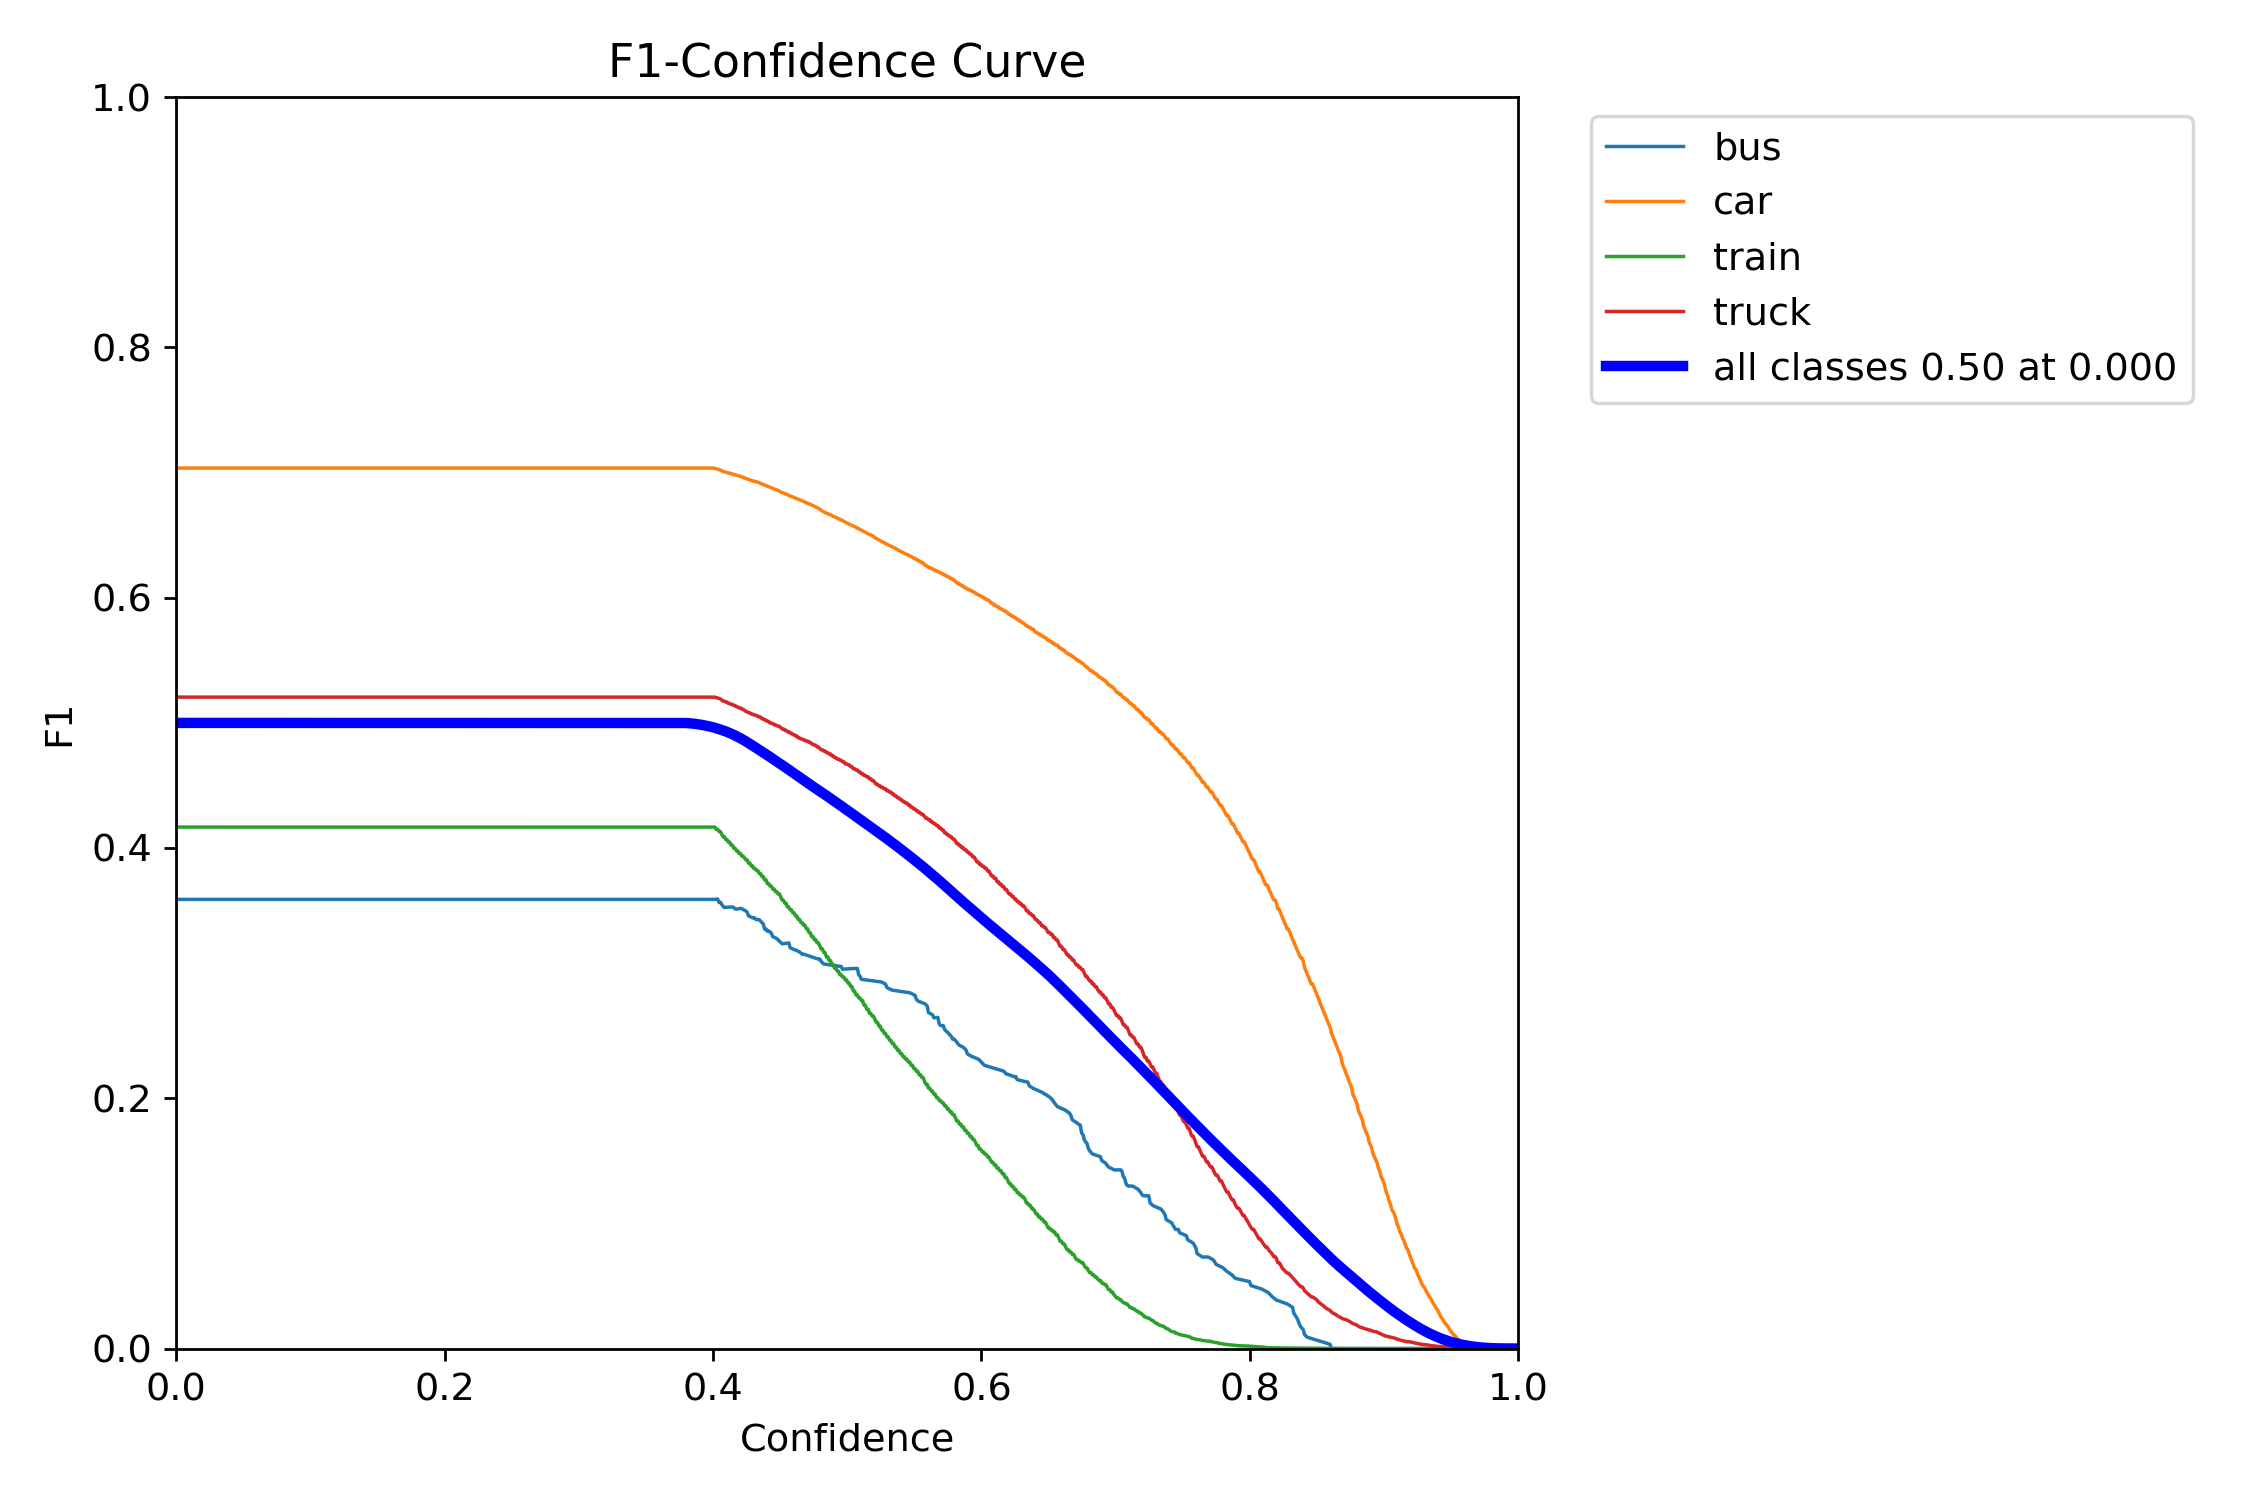 F1-Confidence Curve
1.0
0.8
0.6
0.4
0.2
0.0
F1
0.0 0.2 0.4 0.6 0.8 1.0
Confidence
bus
car
train
truck
all classes 0.50 at 0.000